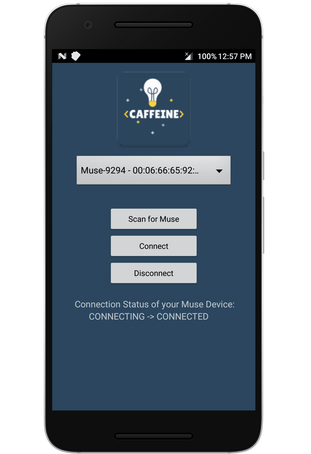 100% 12:57 PM
<CAFFEINE>
Muse-9294 - 00:06:66:65:92:..
Scan for Muse
Connect
Disconnect
Connection Status of your Muse Device:
CONNECTING -> CONNECTED